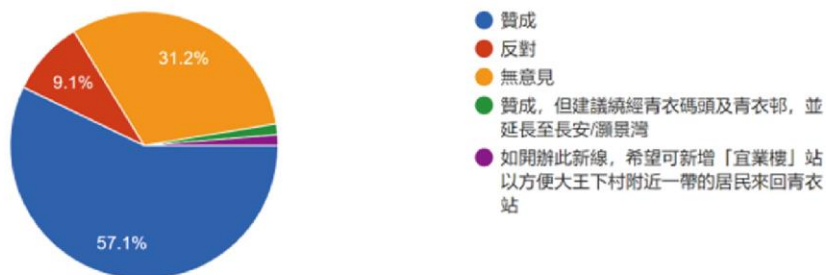 31.2%
9.1%
57.1%
贊成
反對
無意見
贊成，但建議繞經青衣碼頭及青衣邨，並
延長至長安/灝景灣
如開辦此新線，希望可新增「宜業樓」站
以方便大王下村附近一帶的居民來回青衣
站